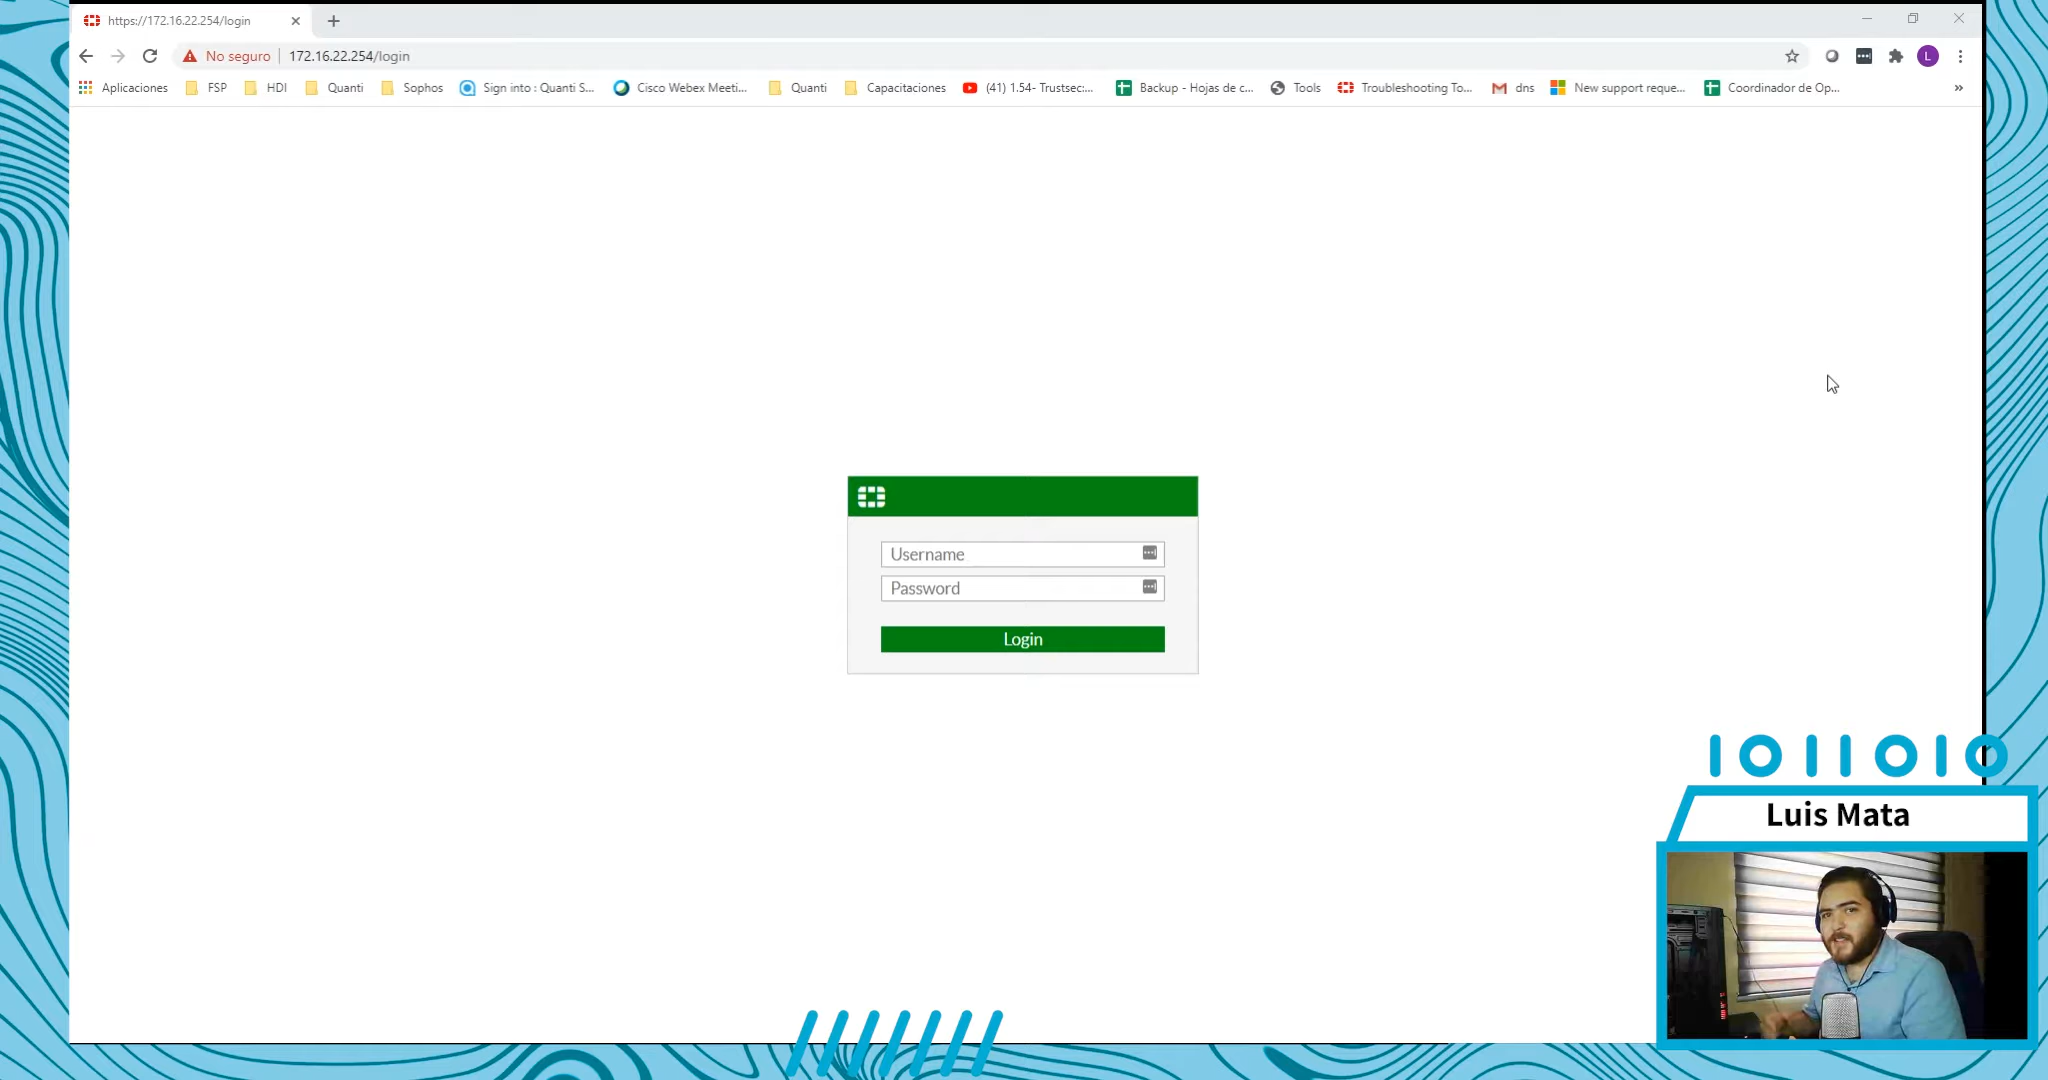 https://172.16.22.254/login
No seguro
172.16.22.254/login
L
Aplicaciones
FSP
HDI
Quanti
Sophos
Sign into : Quanti S...
Cisco Webex Meeti...
Quanti
Capacitaciones
(41) 1.54- Trustsec:...
Backup - Hojas de c...
Tools
Troubleshooting To...
dns
New support reque...
Coordinador de Op...
»
Username
Password
Login
1011010
Luis Mata